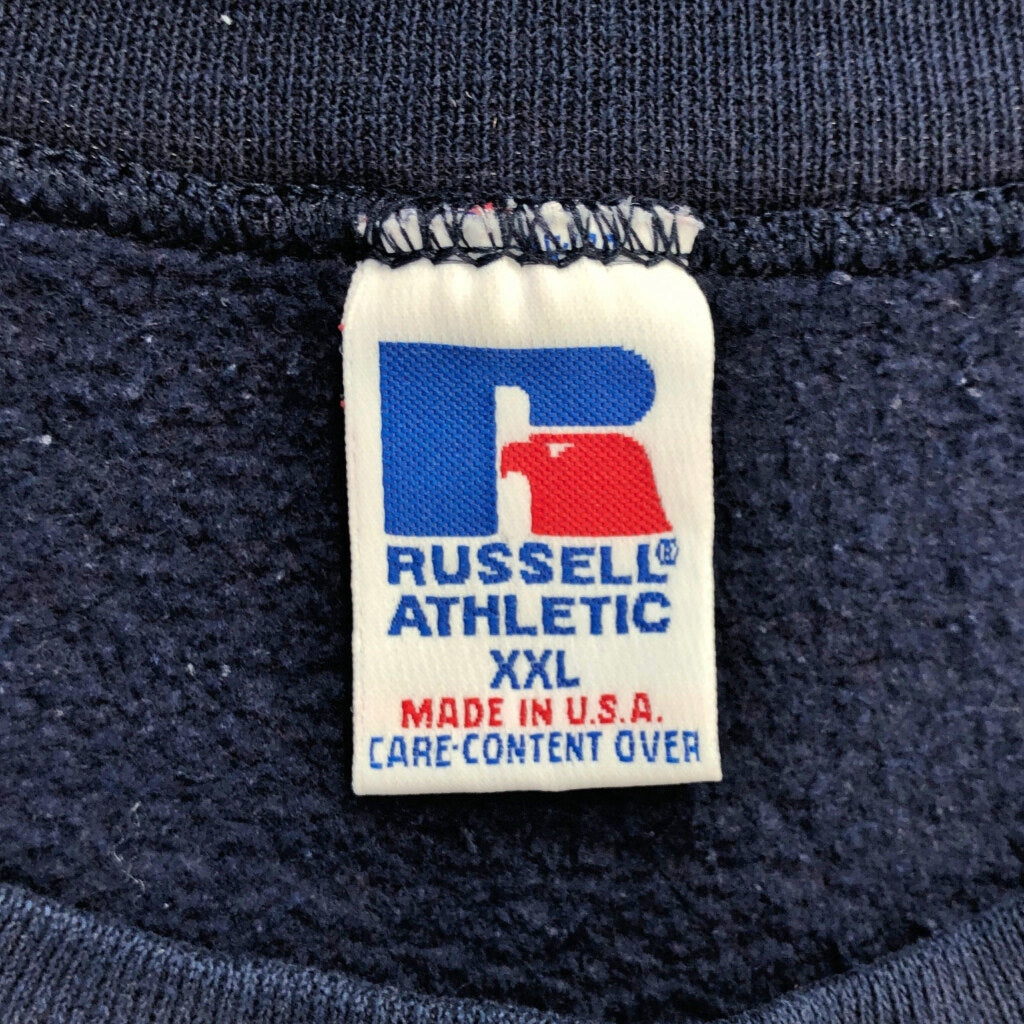 RUSSELL®
ATHLETIC
XXL
MADE IN U.S.A.
CARE-CONTENT OVER